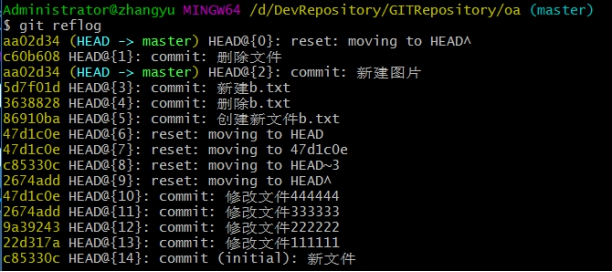 Administrator@zhangyu MINGW64 /d/DevRepository/GITRepository/oa (master)
$ git reflog
aa02d34 (HEAD -> master) HEAD@{0}: reset: moving to HEAD^
c60b608 HEAD@{1}: commit: 删除文件
aa02d34 (HEAD -> master) HEAD@{2}: commit: 新建图片
5d7f01d HEAD@{3}: commit: 新建b.txt
3638828 HEAD@{4}: commit: 删除b.txt
86910ba HEAD@{5}: commit: 创建新文件b.txt
47d1c0e HEAD@{6}: reset: moving to HEAD
47d1c0e HEAD@{7}: reset: moving to 47d1c0e
c85330c HEAD@{8}: reset: moving to HEAD~3
2674add HEAD@{9}: reset: moving to HEAD^
47d1c0e HEAD@{10}: commit: 修改文件444444
2674add HEAD@{11}: commit: 修改文件333333
9a39243 HEAD@{12}: commit: 修改文件222222
22d317a HEAD@{13}: commit: 修改文件111111
c85330c HEAD@{14}: commit (initial): 新文件